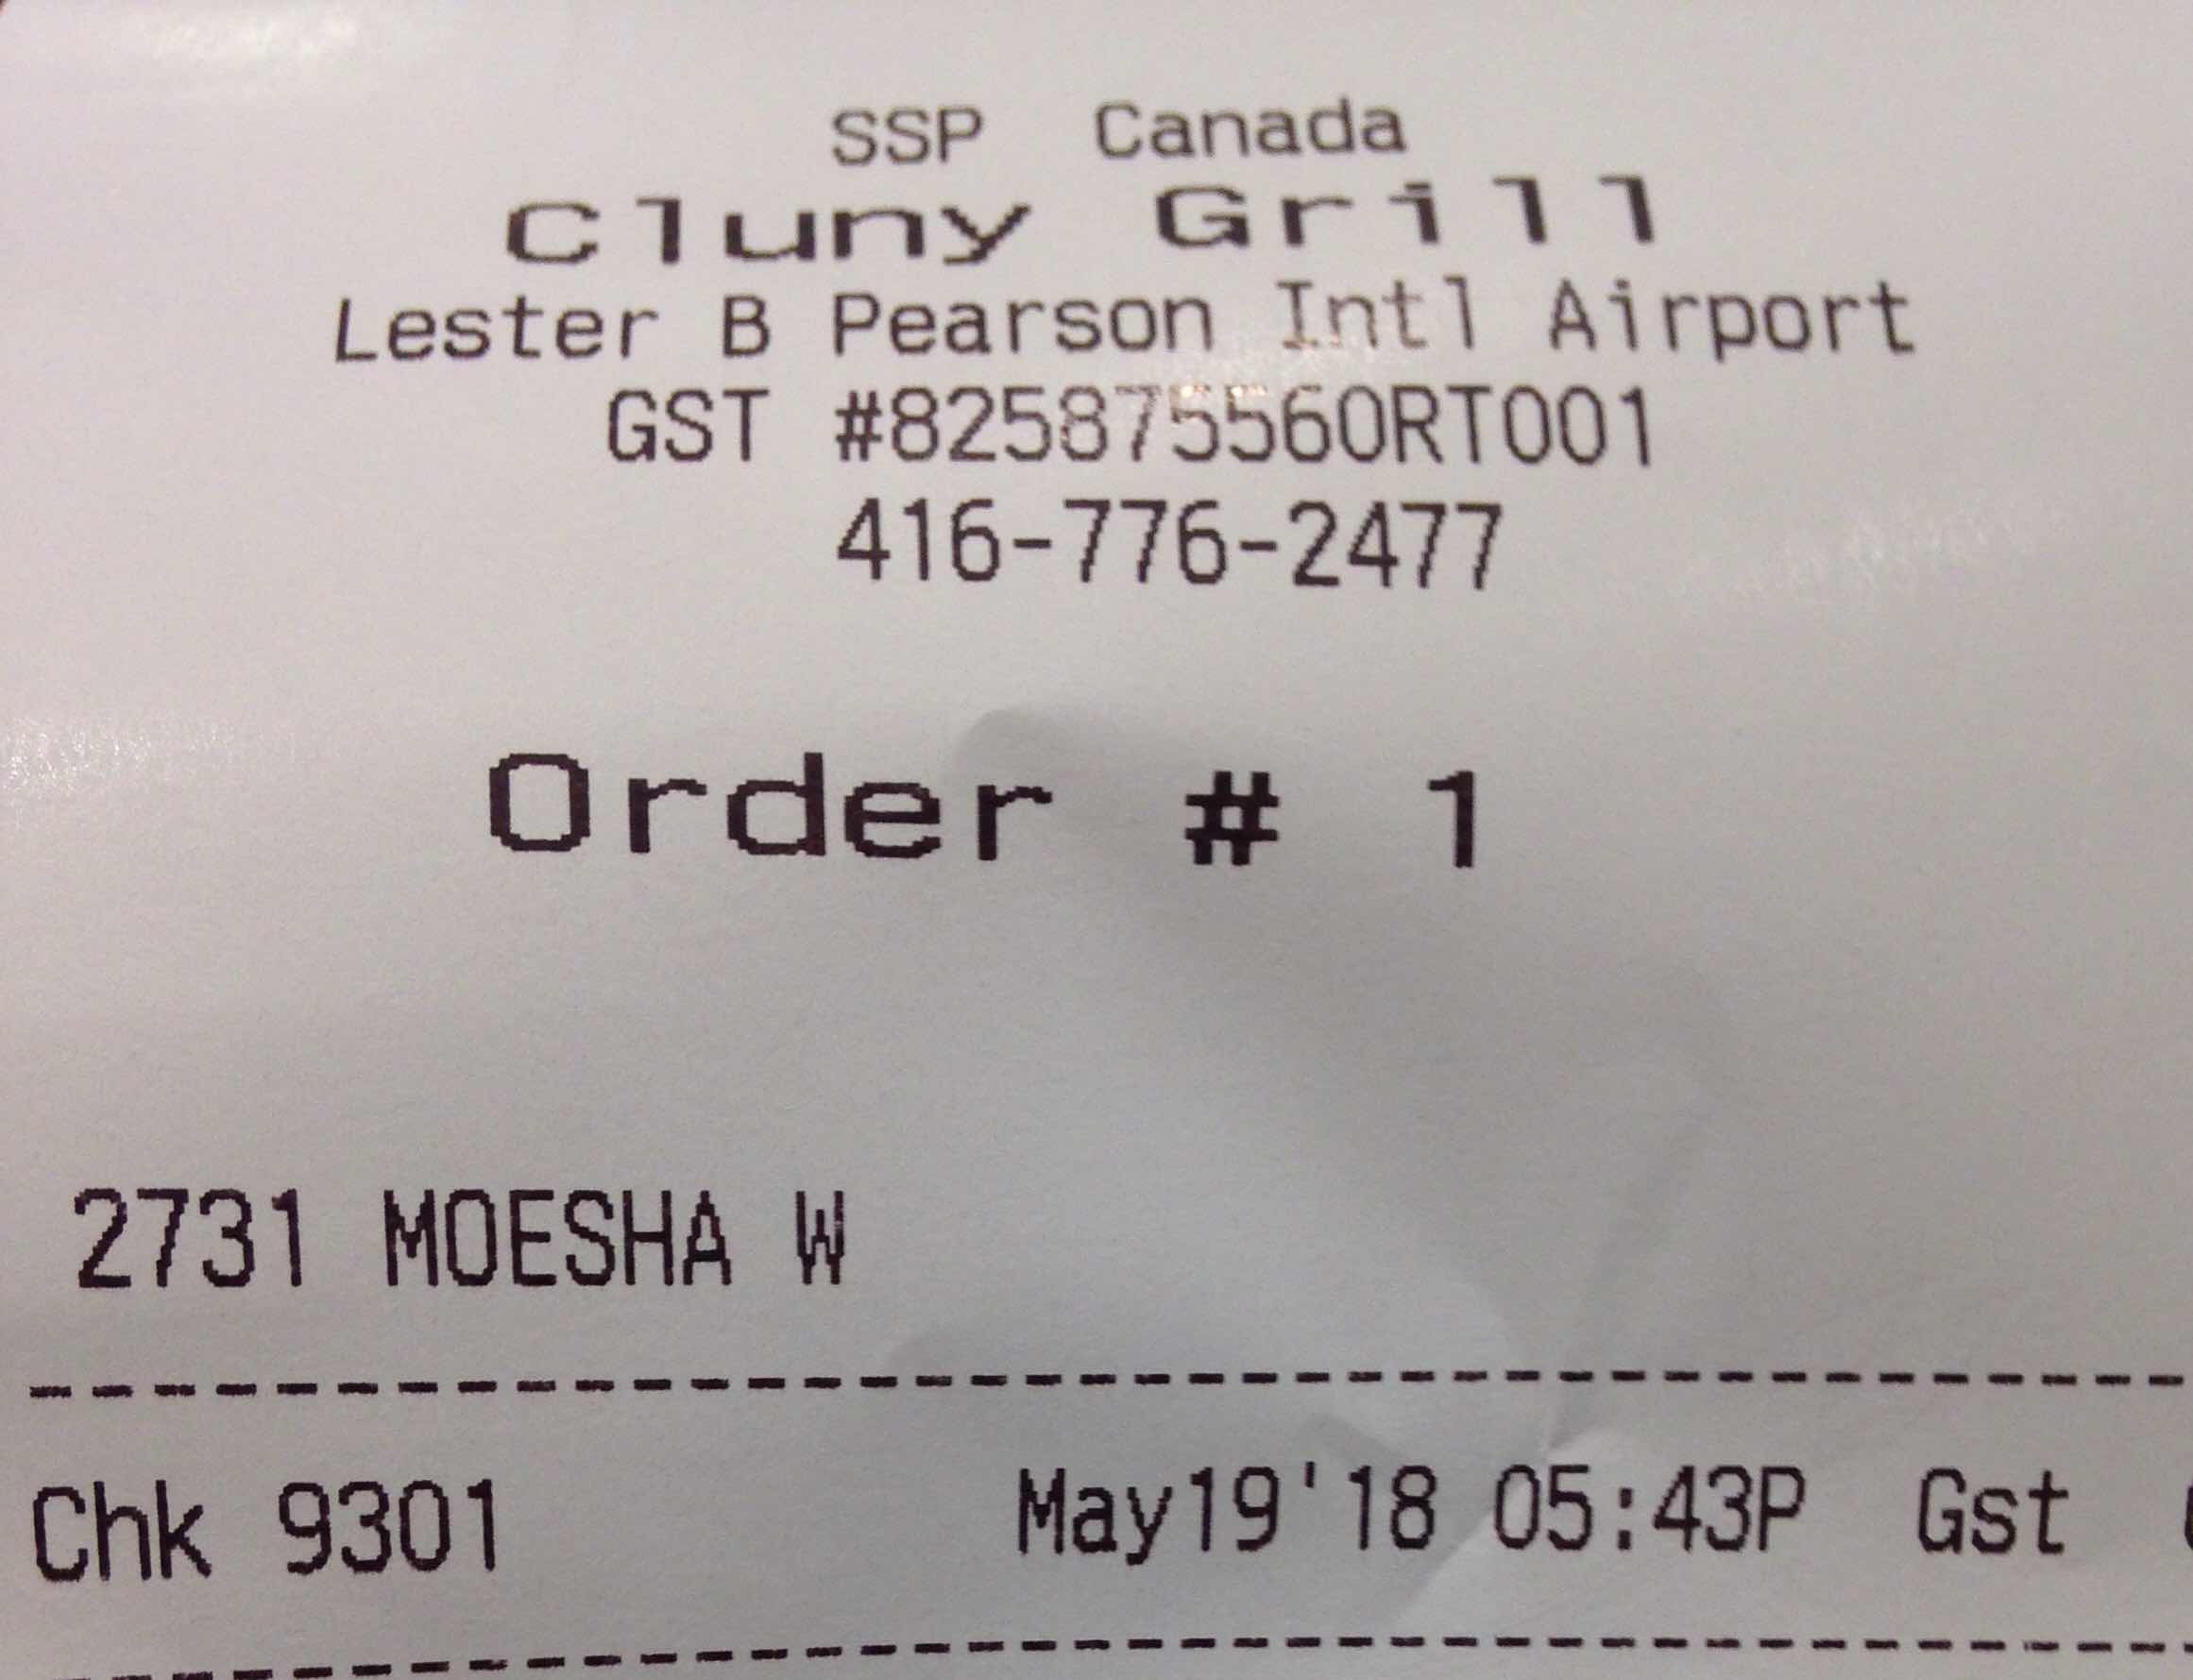 SSP Canada
Cluny Grill
Lester B Pearson Intl Airport
GST #825875560RT001
416-776-2477
Order # 1
2731 MOESHA W
Chk 9301 May19'18 05:43P Gst